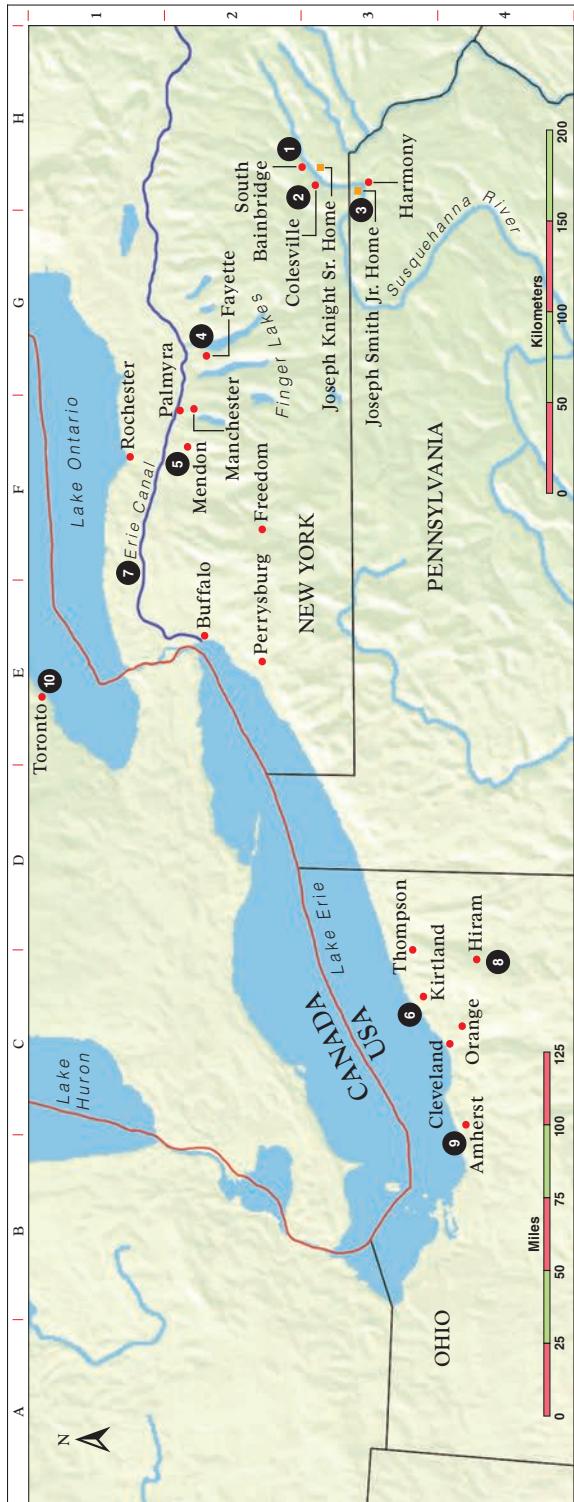 A B C D E F G H
1
2
3
4
N
Lake
Huron
Toronto
10
Lake Ontario
Rochester
7
Erie Canal
Palmyra
5
Mendon
Manchester
4
Fayette
Finger Lakes
Buffalo
Perrysburg
Freedom
NEW YORK
South
Bainbridge
1
2
Colesville
Joseph Knight Sr. Home
Joseph Smith Jr. Home
3
Harmony
Susquehanna River
PENNSYLVANIA
Lake Erie
CANADA
USA
Thompson
6
Kirtland
Cleveland
Orange
Hiram
8
9
Amherst
OHIO
Miles
0 25 50 75 100 125
Kilometers
0 50 100 150 200